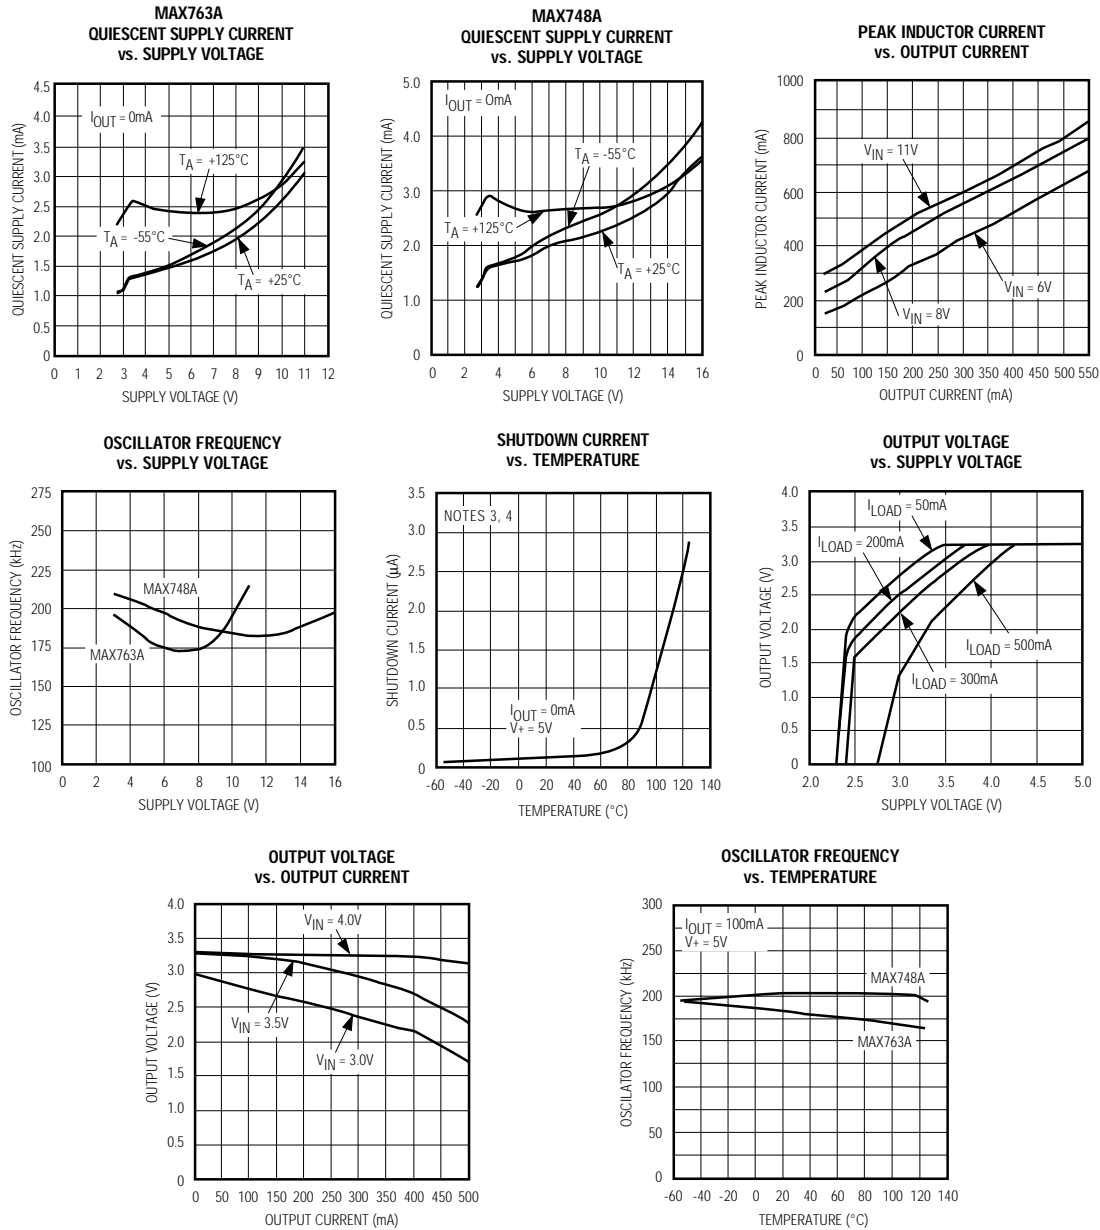 MAX763A
QUIESCENT SUPPLY CURRENT
vs. SUPPLY VOLTAGE
QUIESCENT SUPPLY CURRENT (mA)
4.5
4.0
3.5
3.0
2.5
2.0
1.5
1.0
0.5
0
IOUT = 0mA
TA = +125°C
TA = -55°C
TA = +25°C
0 1 2 3 4 5 6 7 8 9 10 11 12
SUPPLY VOLTAGE (V)
MAX748A
QUIESCENT SUPPLY CURRENT
vs. SUPPLY VOLTAGE
QUIESCENT SUPPLY CURRENT (mA)
5.0
4.0
3.0
2.0
1.0
0
IOUT = 0mA
TA = -55°C
TA = +125°C
TA = +25°C
0 2 4 6 8 10 12 14 16
SUPPLY VOLTAGE (V)
PEAK INDUCTOR CURRENT
vs. OUTPUT CURRENT
PEAK INDUCTOR CURRENT (mA)
1000
800
600
400
200
0
VIN = 11V
VIN = 6V
VIN = 8V
0 50 100 150 200 250 300 350 400 450 500 550
OUTPUT CURRENT (mA)
OSCILLATOR FREQUENCY
vs. SUPPLY VOLTAGE
OSCILLATOR FREQUENCY (kHz)
275
250
225
200
175
150
125
100
MAX748A
MAX763A
0 2 4 6 8 10 12 14 16
SUPPLY VOLTAGE (V)
SHUTDOWN CURRENT
vs. TEMPERATURE
SHUTDOWN CURRENT (µA)
3.5
3.0
2.5
2.0
1.5
1.0
0.5
0
NOTES 3, 4
IOUT = 0mA
V+ = 5V
-60 -40 -20 0 20 40 60 80 100 120 140
TEMPERATURE (°C)
OUTPUT VOLTAGE
vs. SUPPLY VOLTAGE
OUTPUT VOLTAGE (V)
4.0
3.5
3.0
2.5
2.0
1.5
1.0
0.5
0
ILOAD = 50mA
ILOAD = 200mA
ILOAD = 500mA
ILOAD = 300mA
2.0 2.5 3.0 3.5 4.0 4.5 5.0
SUPPLY VOLTAGE (V)
OUTPUT VOLTAGE
vs. OUTPUT CURRENT
OUTPUT VOLTAGE (V)
4.0
3.5
3.0
2.5
2.0
1.5
1.0
0.5
0
VIN = 4.0V
VIN = 3.5V
VIN = 3.0V
0 50 100 150 200 250 300 350 400 450 500
OUTPUT CURRENT (mA)
OSCILLATOR FREQUENCY
vs. TEMPERATURE
OSCILATOR FREQUENCY (kHz)
300
250
200
150
100
50
0
IOUT = 100mA
V+ = 5V
MAX748A
MAX763A
-60 -40 -20 0 20 40 60 80 100 120 140
TEMPERATURE (°C)